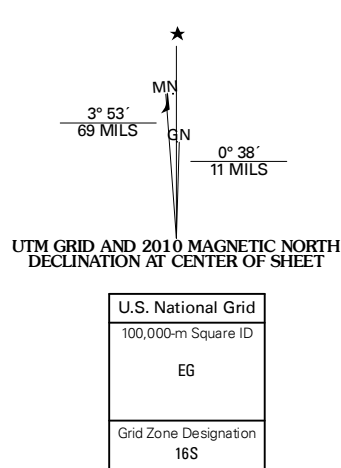 ★
MN
3° 53´
69 MILS
GN
0° 38´
11 MILS
UTM GRID AND 2010 MAGNETIC NORTH
DECLINATION AT CENTER OF SHEET
U.S. National Grid
100,000-m Square ID
EG
Grid Zone Designation
16S